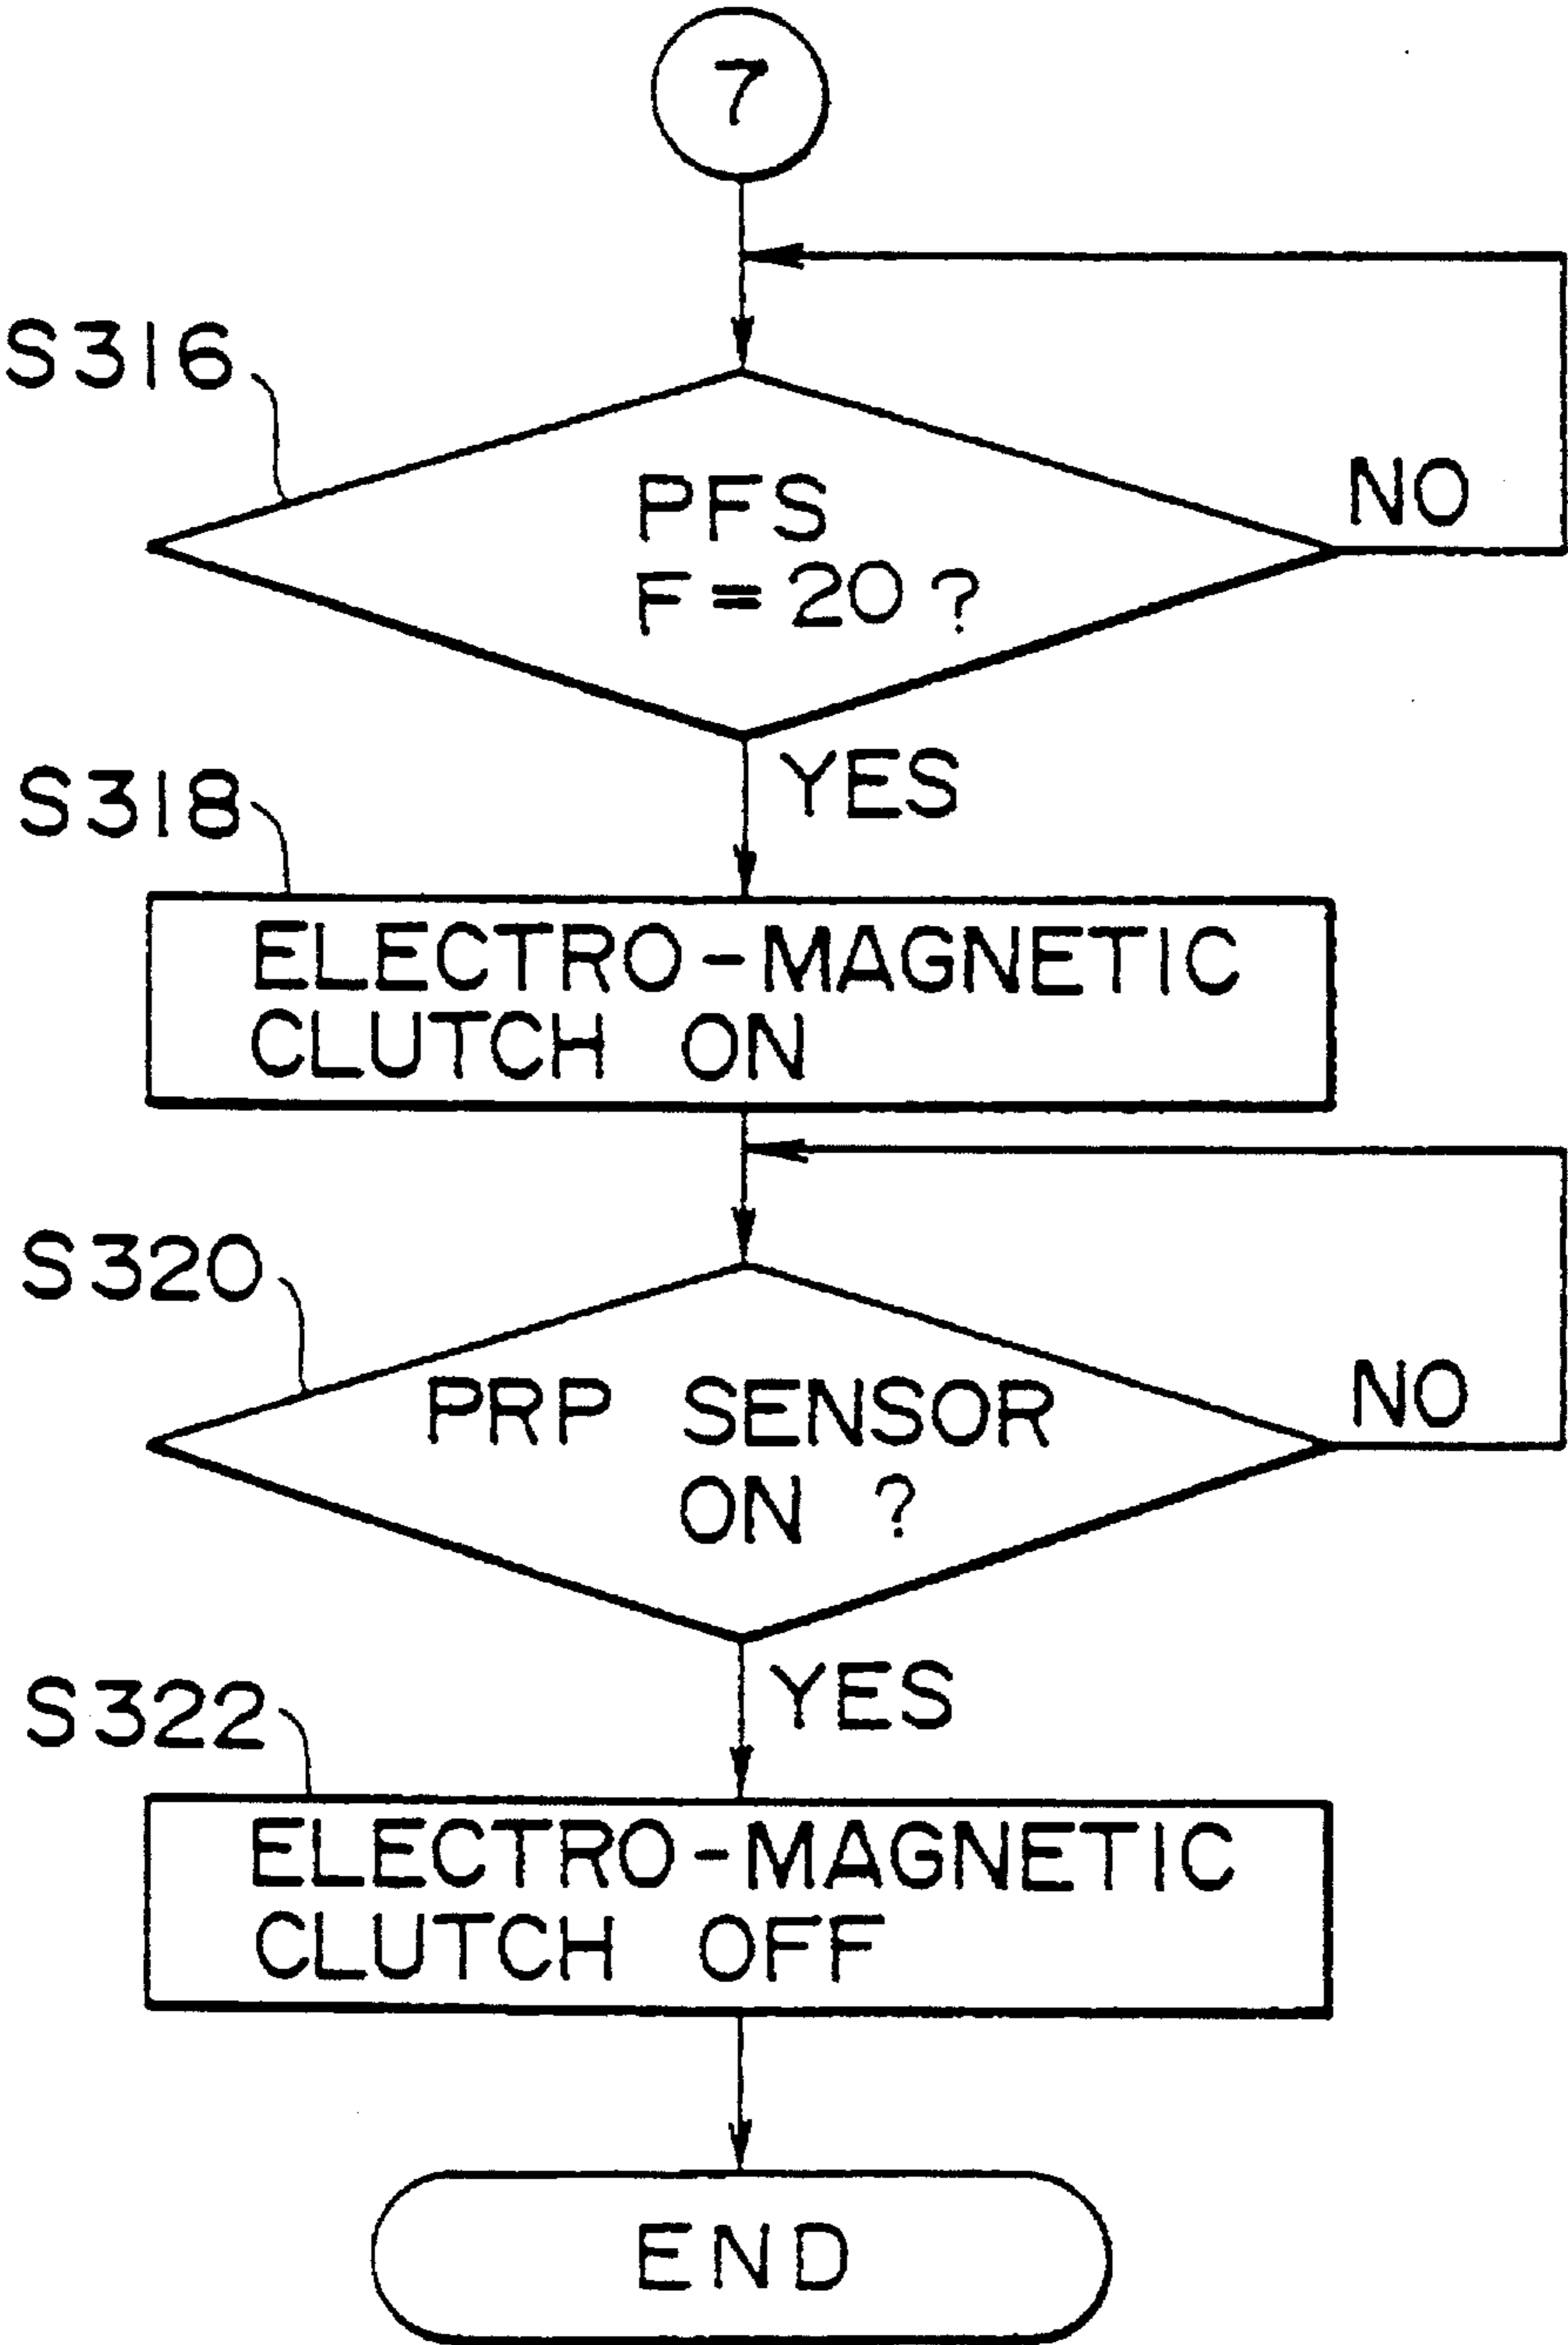 7
S316
PFS
F=20?
NO
YES
S318
ELECTRO-MAGNETIC
CLUTCH ON
S320
PRP SENSOR
ON ?
NO
YES
S322
ELECTRO-MAGNETIC
CLUTCH OFF
END